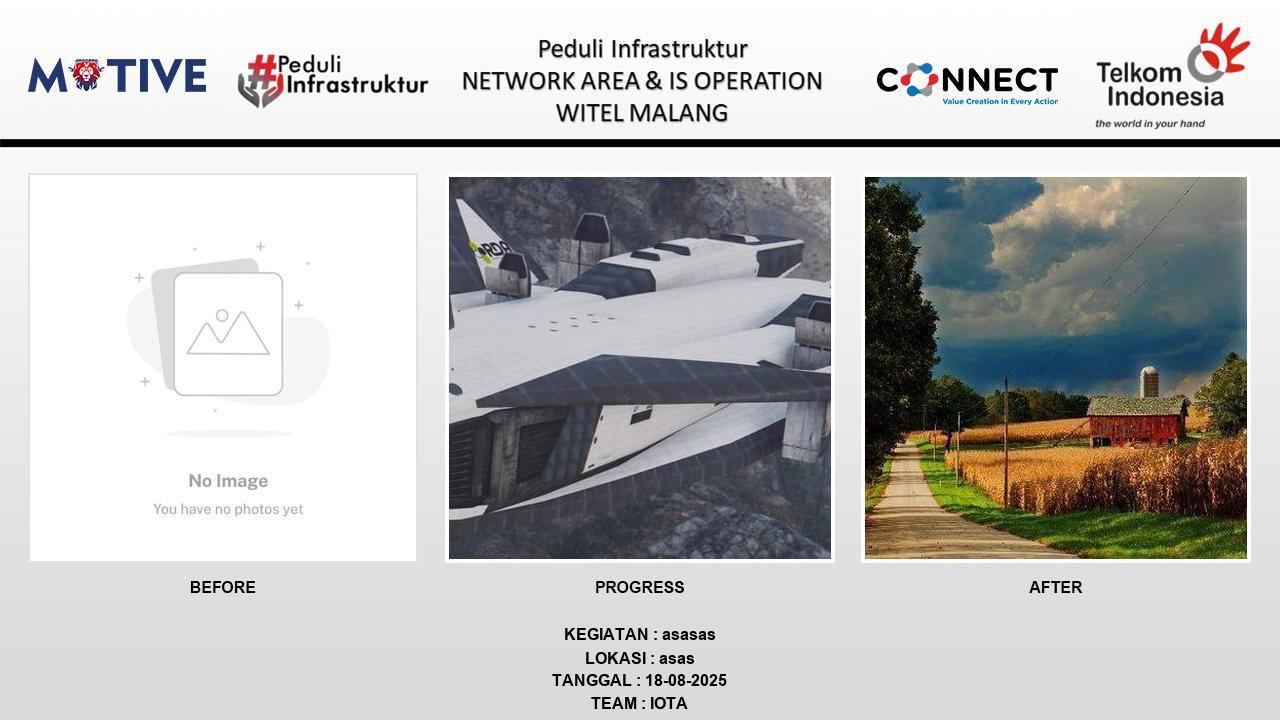 MOTIVE
#Peduli
Infrastruktur
Peduli Infrastruktur
NETWORK AREA & IS OPERATION
WITEL MALANG
CONNECT
Value Creation in Every Action
Telkom
Indonesia
the world in your hand
RDA
No Image
You have no photos yet
BEFORE
PROGRESS
AFTER
KEGIATAN : asasas
LOKASI : asas
TANGGAL : 18-08-2025
TEAM : IOTA